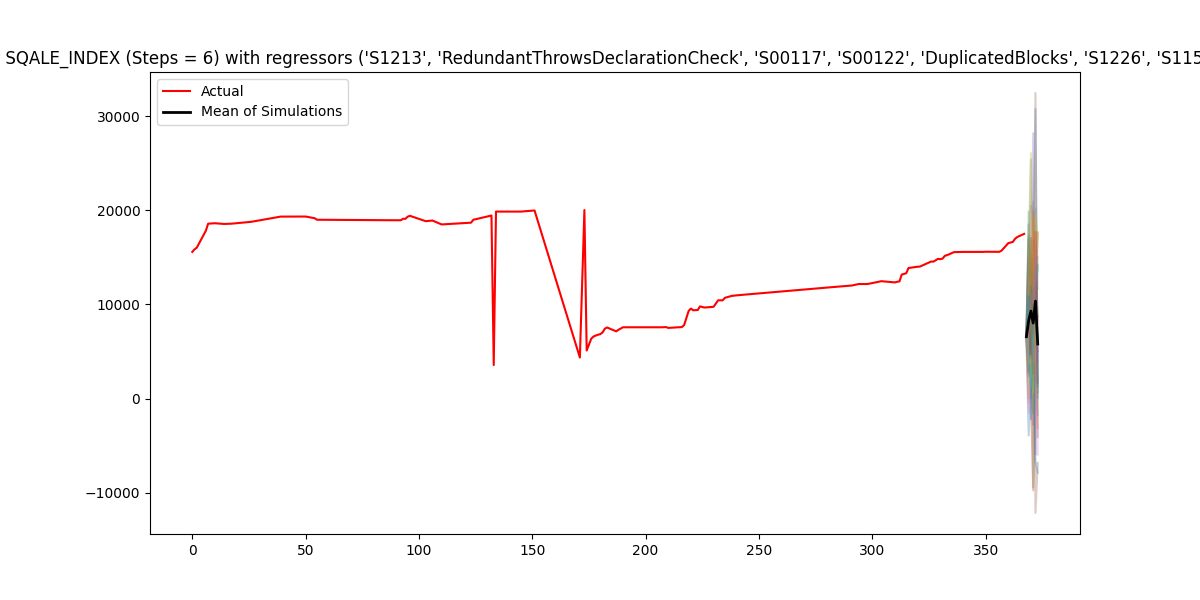 SQALE_INDEX (Steps = 6) with regressors ('S1213', 'RedundantThrowsDeclarationCheck', 'S00117', 'S00122', 'DuplicatedBlocks', 'S1226', 'S115
Actual
Mean of Simulations
30000
20000
10000
0
−10000
0 50 100 150 200 250 300 350